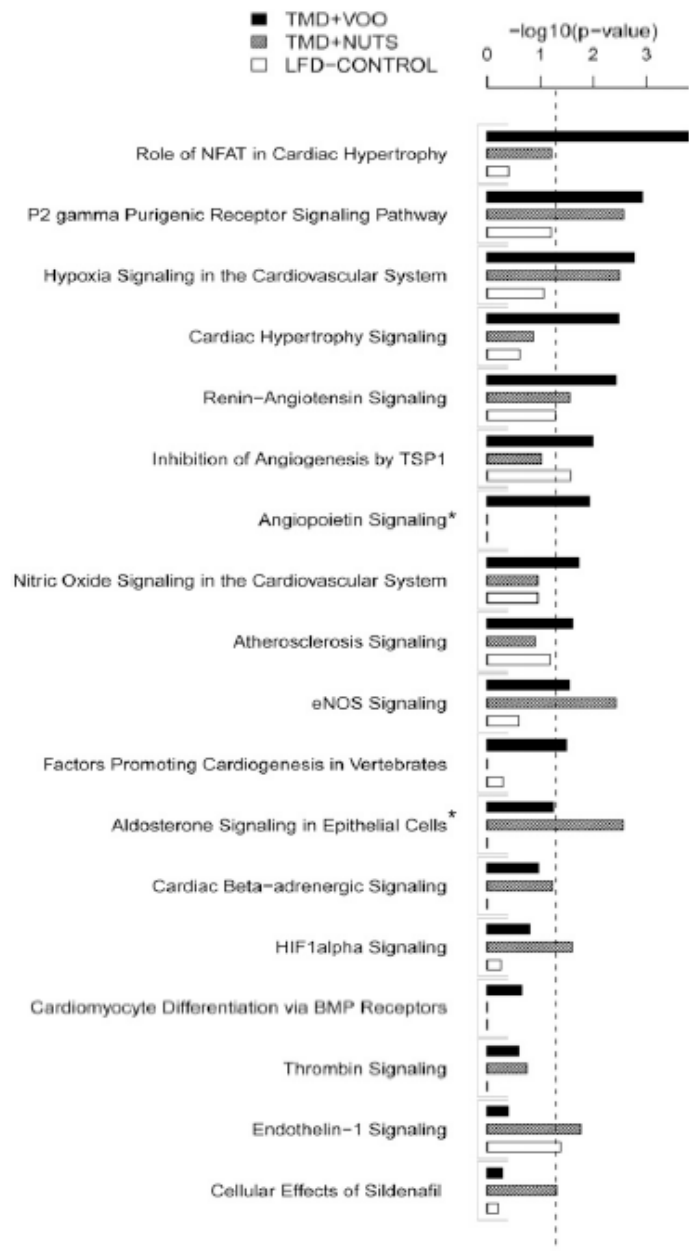 TMD+VOO
TMD+NUTS
LFD-CONTROL
-log10(p-value)
0 1 2 3
Role of NFAT in Cardiac Hypertrophy
P2 gamma Purigenic Receptor Signaling Pathway
Hypoxia Signaling in the Cardiovascular System
Cardiac Hypertrophy Signaling
Renin-Angiotensin Signaling
Inhibition of Angiogenesis by TSP1
Angiopoietin Signaling*
Nitric Oxide Signaling in the Cardiovascular System
Atherosclerosis Signaling
eNOS Signaling
Factors Promoting Cardiogenesis in Vertebrates
Aldosterone Signaling in Epithelial Cells*
Cardiac Beta-adrenergic Signaling
HIF1alpha Signaling
Cardiomyocyte Differentiation via BMP Receptors
Thrombin Signaling
Endothelin-1 Signaling
Cellular Effects of Sildenafil